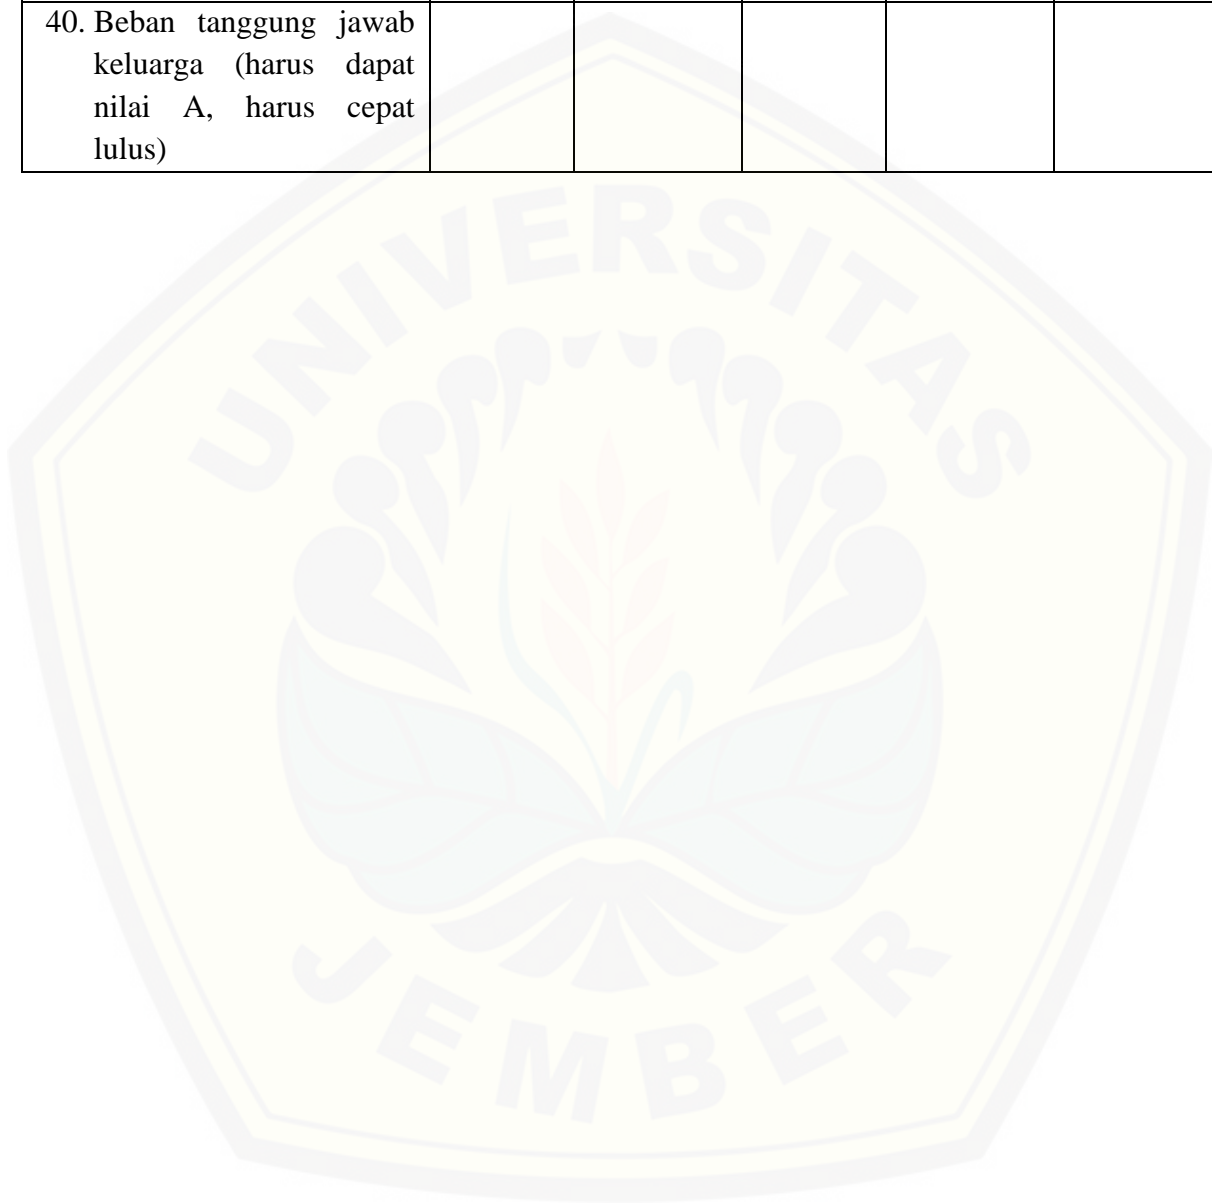 40. Beban tanggung jawab
keluarga (harus dapat
nilai A, harus cepat
lulus)
UNIVERSITAS
JEMBER